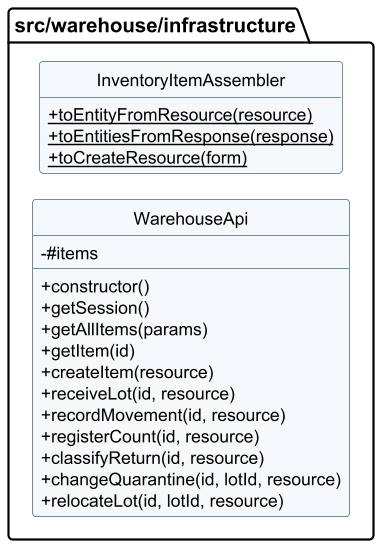 src/warehouse/infrastructure
InventoryItemAssembler
+toEntityFromResource(resource)
+toEntitiesFromResponse(response)
+toCreateResource(form)
WarehouseApi
-#items
+constructor()
+getSession()
+getAllItems(params)
+getItem(id)
+createItem(resource)
+receiveLot(id, resource)
+recordMovement(id, resource)
+registerCount(id, resource)
+classifyReturn(id, resource)
+changeQuarantine(id, lotId, resource)
+relocateLot(id, lotId, resource)